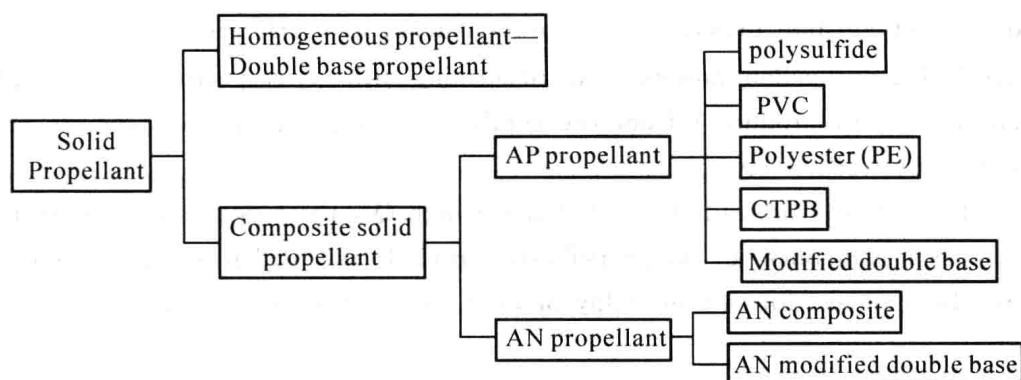 Homogeneous propellant—
Double base propellant
Solid
Propellant
Composite solid
propellant
AP propellant
AN propellant
polysulfide
PVC
Polyester (PE)
CTPB
Modified double base
AN composite
AN modified double base